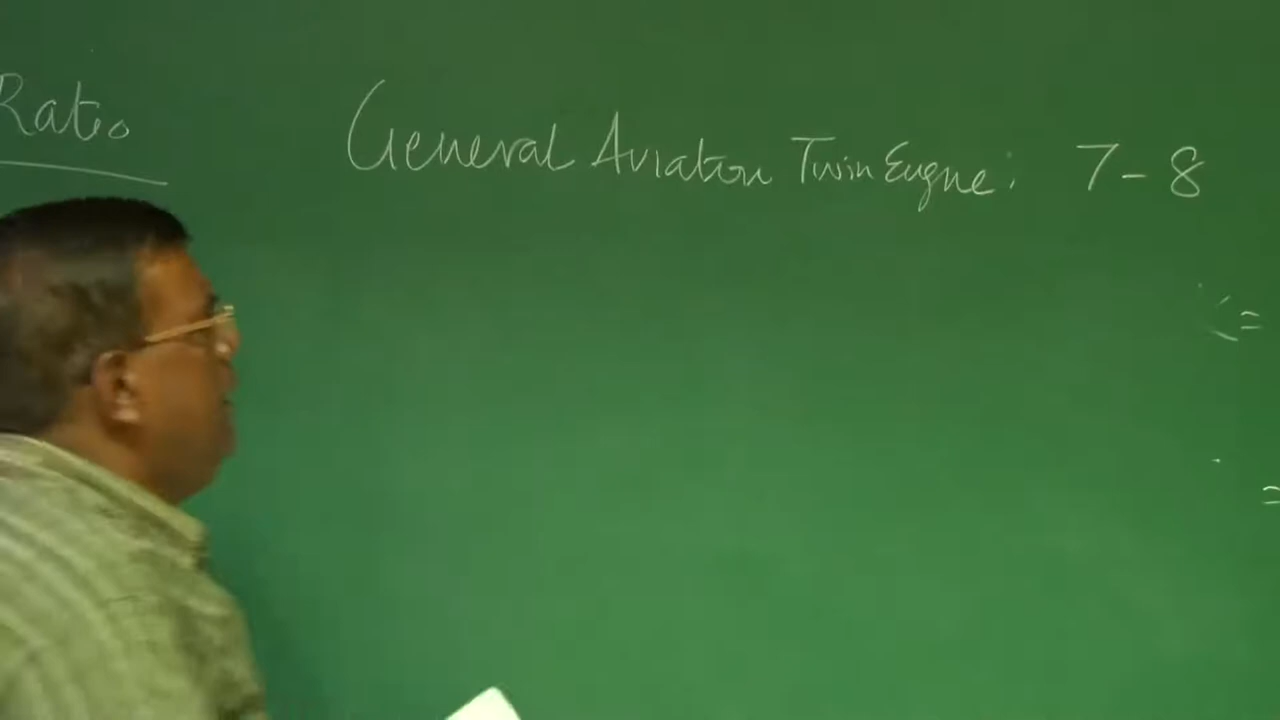 Ratio
General Aviation Twin Engine: 7-8
=
=